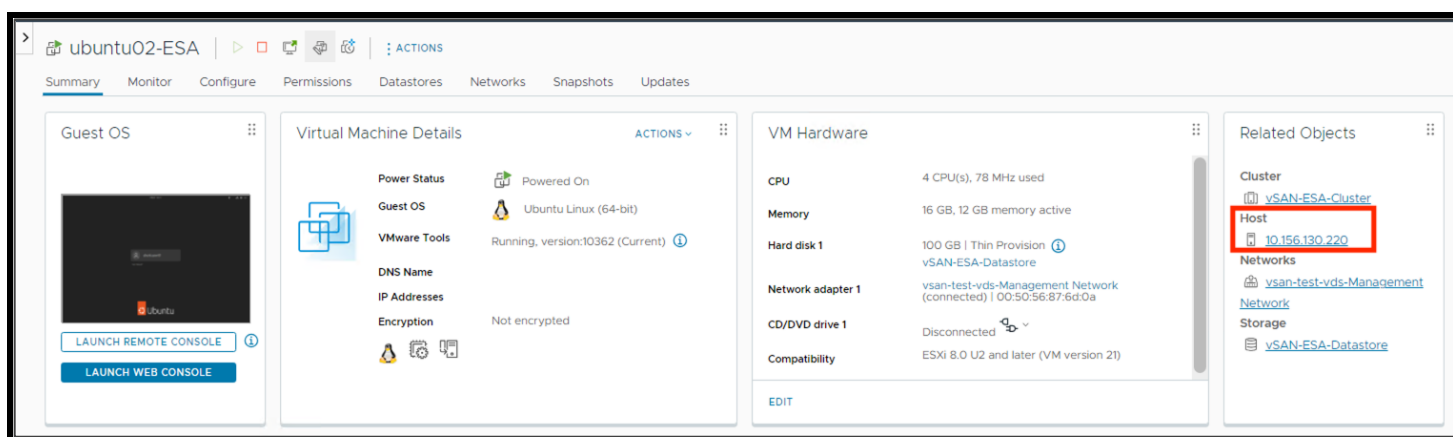 ubuntu02-ESA
ACTIONS
Summary Monitor Configure Permissions Datastores Networks Snapshots Updates
Guest OS
Ubuntu
LAUNCH REMOTE CONSOLE
LAUNCH WEB CONSOLE
Virtual Machine Details
ACTIONS
Power Status Powered On
Guest OS Ubuntu Linux (64-bit)
VMware Tools Running, version:10362 (Current)
DNS Name
IP Addresses
Encryption Not encrypted
VM Hardware
CPU 4 CPU(s), 78 MHz used
Memory 16 GB, 12 GB memory active
Hard disk 1 100 GB | Thin Provision
vSAN-ESA-Datastore
Network adapter 1 vsan-test-vds-Management Network
(connected) | 00:50:56:87:6d:0a
CD/DVD drive 1 Disconnected
Compatibility ESXi 8.0 U2 and later (VM version 21)
EDIT
Related Objects
Cluster
vSAN-ESA-Cluster
Host
10.156.130.220
Networks
vsan-test-vds-Management
Network
Storage
vSAN-ESA-Datastore